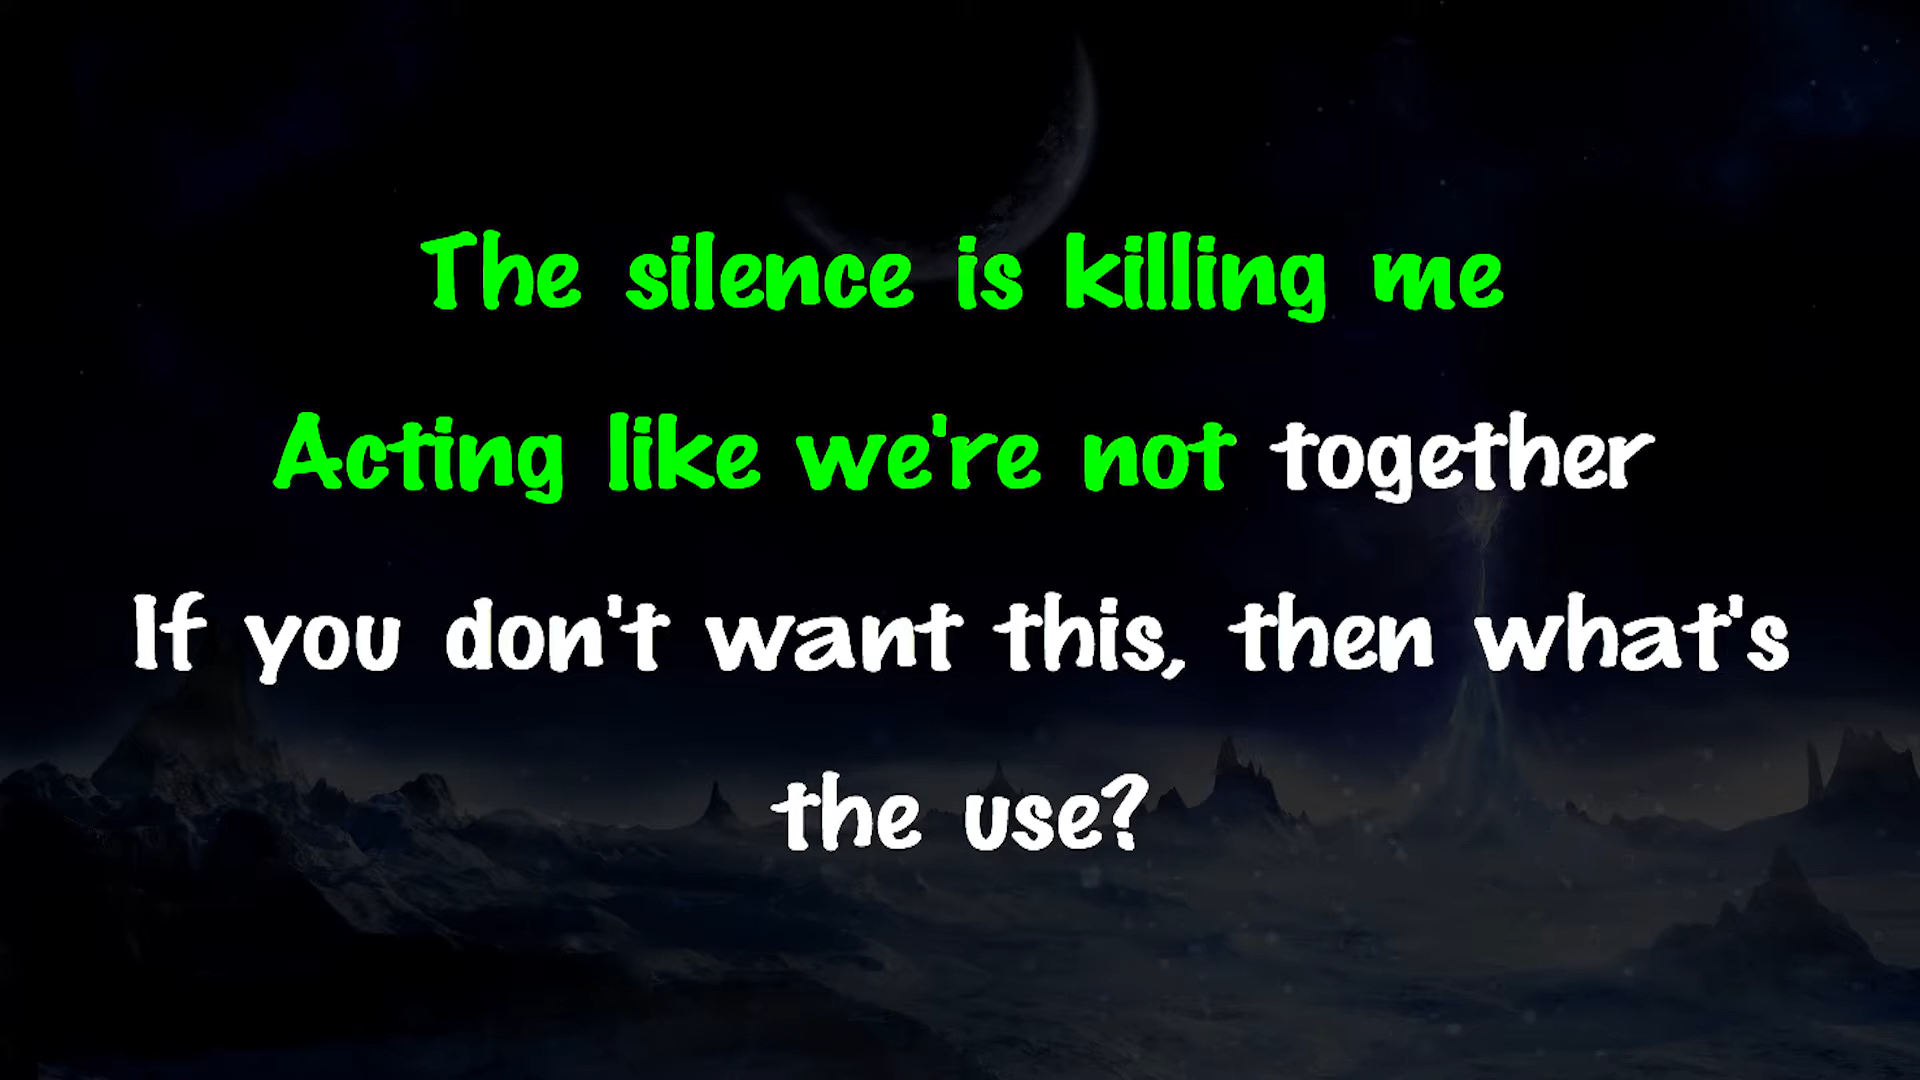 The silence is killing me
Acting like we're not together
If you don't want this, then what's
the use?